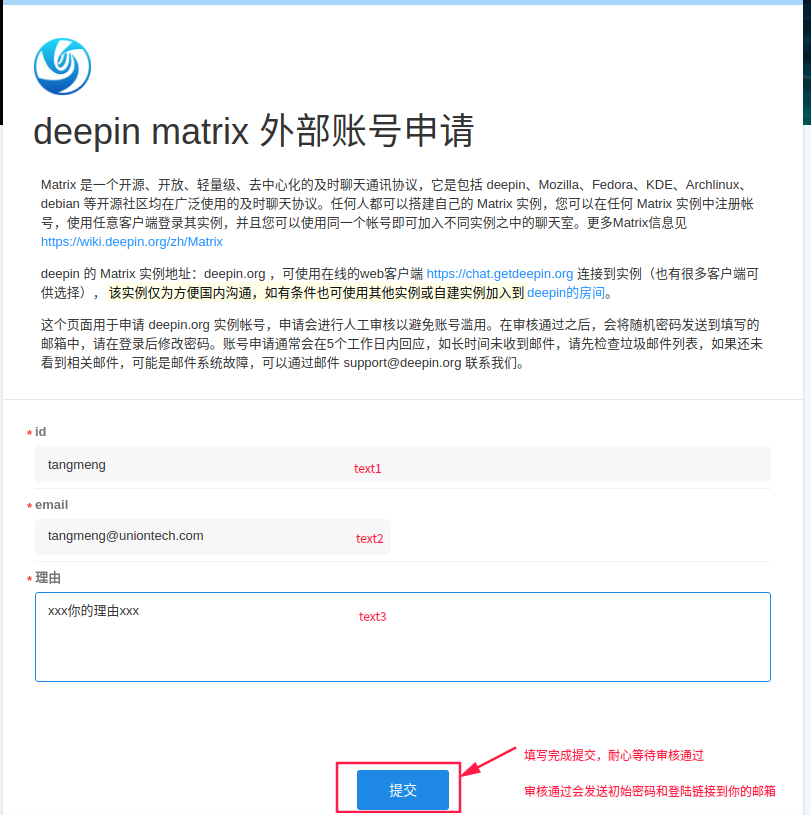 deepin matrix 外部账号申请
Matrix 是一个开源、开放、轻量级、去中心化的及时聊天通讯协议，它是包括 deepin、Mozilla、Fedora、KDE、Archlinux、
debian 等开源社区均在广泛使用的及时聊天协议。任何人都可以搭建自己的 Matrix 实例，您可以在任何 Matrix 实例中注册帐
号，使用任意客户端登录其实例，并且您可以使用同一个帐号即可加入不同实例之中的聊天室。更多Matrix信息见
https://wiki.deepin.org/zh/Matrix
deepin 的 Matrix 实例地址：deepin.org ，可使用在线的web客户端 https://chat.getdeepin.org 连接到实例（也有很多客户端可
供选择），该实例仅为方便国内沟通，如有条件也可使用其他实例或自建实例加入到 deepin的房间。
这个页面用于申请 deepin.org 实例帐号，申请会进行人工审核以避免账号滥用。在审核通过之后，会将随机密码发送到填写的
邮箱中，请在登录后修改密码。账号申请通常会在5个工作日内回应，如长时间未收到邮件，请先检查垃圾邮件列表，如果还未
看到相关邮件，可能是邮件系统故障，可以通过邮件 support@deepin.org 联系我们。
* id
tangmeng text1
* email
tangmeng@uniontech.com text2
* 理由
xxx你的理由xxx text3
填写完成提交，耐心等待审核通过
提交 审核通过会发送初始密码和登陆链接到你的邮箱